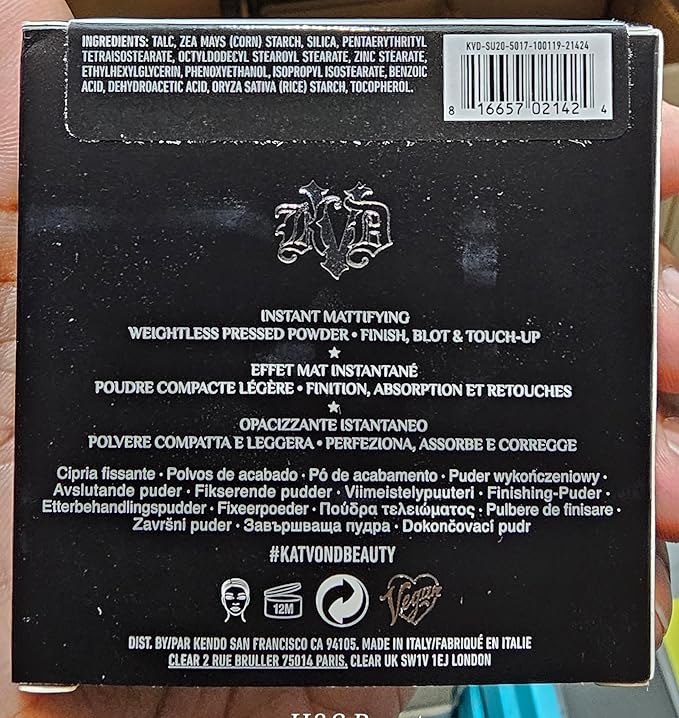 INGREDIENTS: TALC, ZEA MAYS (CORN) STARCH, SILICA, PENTAERYTHRITYL
TETRAISOSTEARATE, OCTYLDODECYL STEAROYL STEARATE, ZINC STEARATE,
ETHYLHEXYLGLYCERIN, PHENOXYETHANOL, ISOPROPYL ISOSTEARATE, BENZOIC
ACID, DEHYDROACETIC ACID, ORYZA SATIVA (RICE) STARCH, TOCOPHEROL.
KVD-SU20-5017-100119-21424
8 16657 02142 4
KVD
INSTANT MATTIFYING
WEIGHTLESS PRESSED POWDER • FINISH, BLOT & TOUCH-UP
EFFET MAT INSTANTANÉ
POUDRE COMPACTE LÉGÈRE • FINITION, ABSORPTION ET RETOUCHES
OPACIZZANTE ISTANTANEO
POLVERE COMPATTA E LEGGERA • PERFEZIONA, ASSORBE E CORREGGE
Cipria fissante • Polvos de acabado • Pó de acabamento • Puder wykończeniowy •
Avslutande puder • Fikserende pudder • Viimeistelypuuteri • Finishing-Puder •
Etterbehandlingspudder • Fixeerpoeder • Πούδρα τελειώματος • Pulbere de finisare •
Završni puder • Завършваща пудра • Dokončovací pudr
#KATVONDBEAUTY
12M
Vegan
DIST. BY/PAR KENDO SAN FRANCISCO CA 94105. MADE IN ITALY/FABRIQUÉ EN ITALIE
CLEAR 2 RUE BRULLER 75014 PARIS, CLEAR UK SW1V 1EJ LONDON